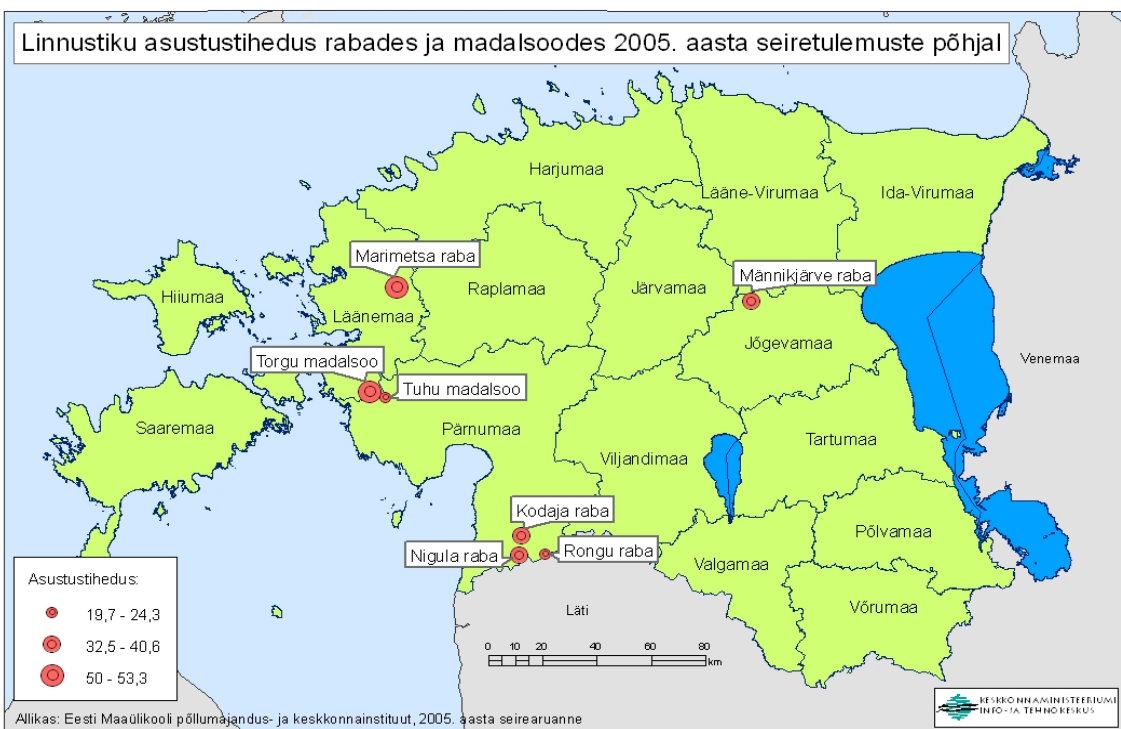 Linnustiku asustustihedus rabades ja madalsoodes 2005. aasta seiretulemuste põhjal
Harjumaa
Lääne-Virumaa
Ida-Virumaa
Marimetsa raba
Männikjärve raba
Hiiumaa
Raplamaa
Järvamaa
Läänemaa
Jõgevamaa
Venemaa
Torgu madalsoo
Tuhu madalsoo
Saaremaa
Pärnumaa
Tartumaa
Viljandimaa
Kodaja raba
Põlvamaa
Nigula raba
Rongu raba
Valgamaa
Võrumaa
Läti
Asustustihedus:
19,7 - 24,3
32,5 - 40,6
50 - 53,3
0 10 20 40 60 80
km
KESKKONNAMINISTEERIUMI
INFO- JA TEHNOKESKUS
Allikas: Eesti Maaülikooli põllumajandus- ja keskkonnainstituut, 2005. aasta seirearuanne